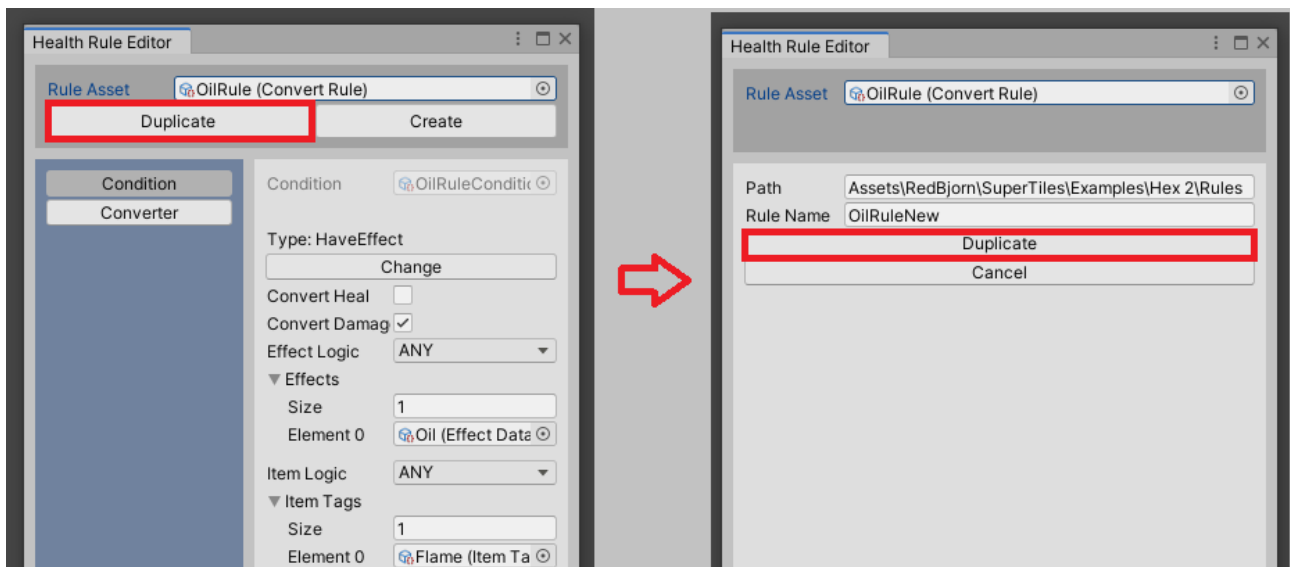 Health Rule Editor
Rule Asset OilRule (Convert Rule)
Duplicate Create
Condition
Converter
Condition OilRuleConditic
Type: HaveEffect
Change
Convert Heal
Convert Damag
Effect Logic ANY
Effects
Size 1
Element 0 Oil (Effect Data
Item Logic ANY
Item Tags
Size 1
Element 0 Flame (Item Ta
Health Rule Editor
Rule Asset OilRule (Convert Rule)
Path Assets\RedBjorn\SuperTiles\Examples\Hex 2\Rules
Rule Name OilRuleNew
Duplicate
Cancel